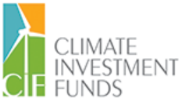 CIF
CLIMATE
INVESTMENT
FUNDS